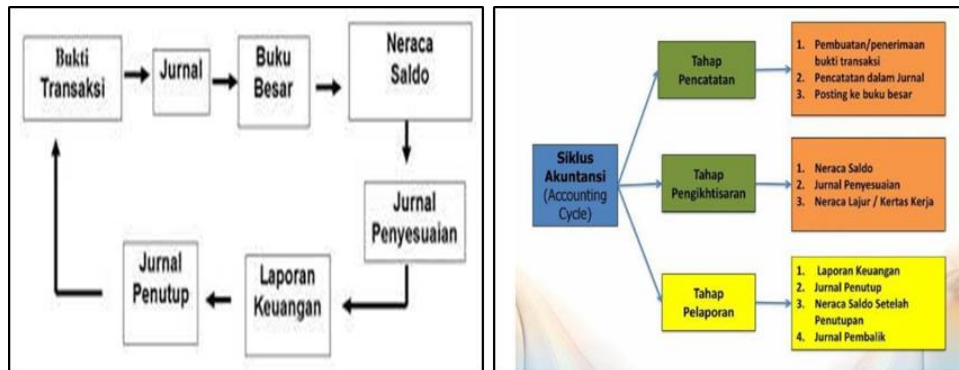 Bukti
Transaksi
Jurnal
Buku
Besar
Neraca
Saldo
Jurnal
Penyesuaian
Laporan
Keuangan
Jurnal
Penutup
Siklus
Akuntansi
(Accounting
Cycle)
Tahap
Pencatatan
1. Pembuatan/penerimaan
bukti transaksi
2. Pencatatan dalam Jurnal
3. Posting ke buku besar
Tahap
Pengikhtisaran
1. Neraca Saldo
2. Jurnal Penyesuaian
3. Neraca Lajur / Kertas Kerja
Tahap
Pelaporan
1. Laporan Keuangan
2. Jurnal Penutup
3. Neraca Saldo Setelah
Penutupan
4. Jurnal Pembalik